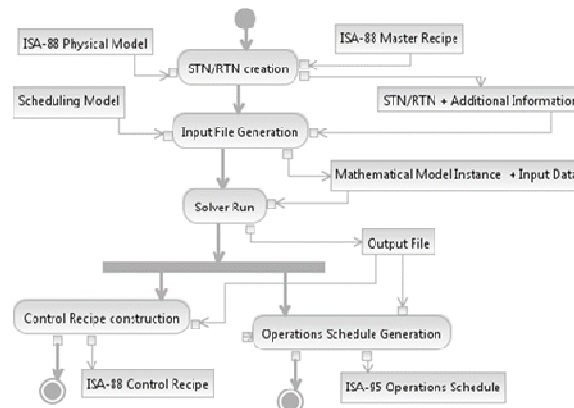 ISA-88 Physical Model
ISA-88 Master Recipe
STN/RTN creation
Scheduling Model
STN/RTN + Additional Information
Input File Generation
Mathematical Model Instance + Input Data
Solver Run
Output File
Control Recipe construction
Operations Schedule Generation
ISA-88 Control Recipe
ISA-95 Operations Schedule